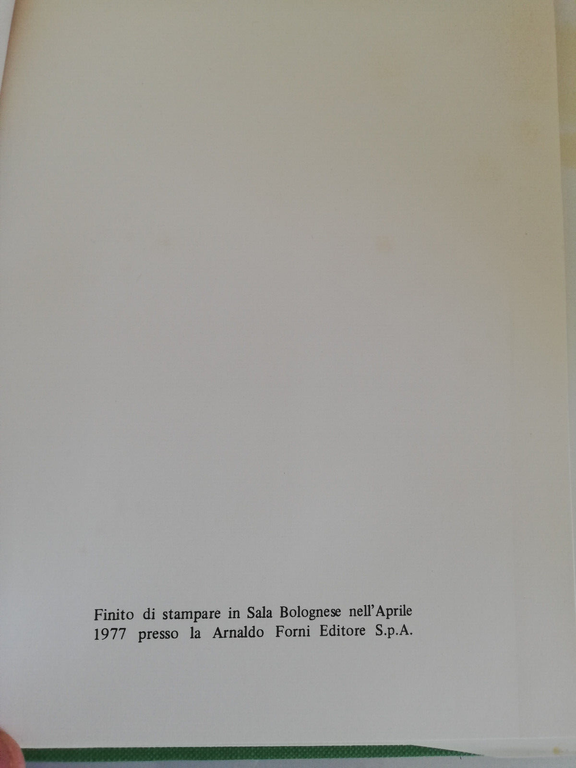 Finito di stampare in Sala Bolognese nell'Aprile
1977 presso la Arnaldo Forni Editore S.p.A.